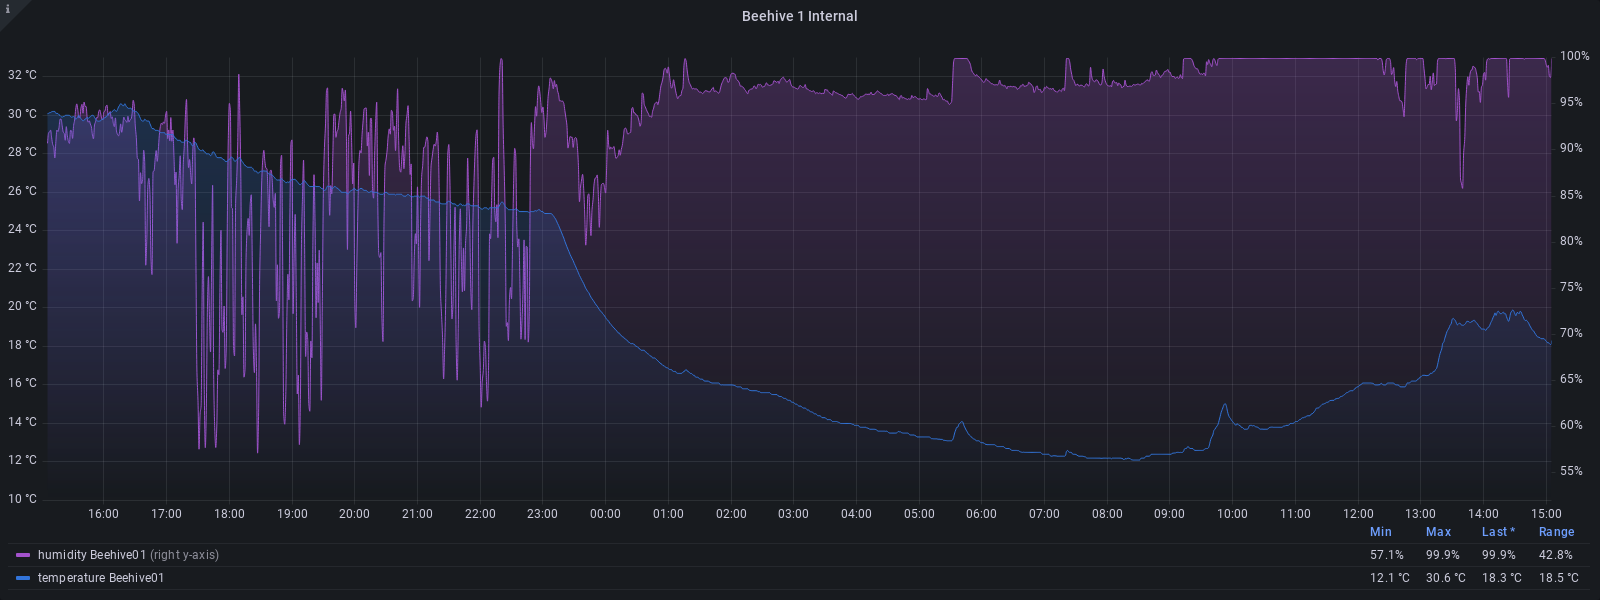 i
Beehive 1 Internal
32 °C
30 °C
28 °C
26 °C
24 °C
22 °C
20 °C
18 °C
16 °C
14 °C
12 °C
10 °C
100%
95%
90%
85%
80%
75%
70%
65%
60%
55%
16:00 17:00 18:00 19:00 20:00 21:00 22:00 23:00 00:00 01:00 02:00 03:00 04:00 05:00 06:00 07:00 08:00 09:00 10:00 11:00 12:00 13:00 14:00 15:00
Min Max Last * Range
humidity Beehive01 (right y-axis) 57.1% 99.9% 99.9% 42.8%
temperature Beehive01 12.1 °C 30.6 °C 18.3 °C 18.5 °C